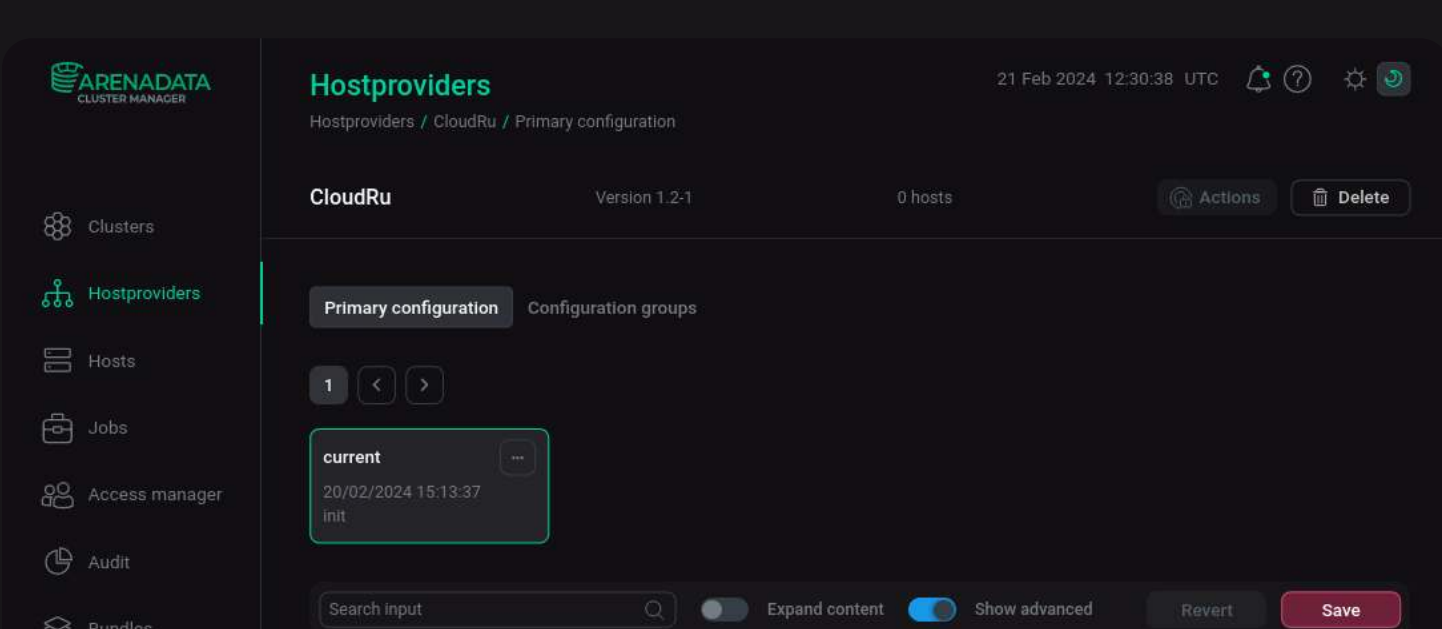 ARENADATA
CLUSTER MANAGER
Hostproviders
21 Feb 2024 12:30:38 UTC
Hostproviders / CloudRu / Primary configuration
CloudRu
Version 1.2-1
0 hosts
Actions
Delete
Clusters
Hostproviders
Hosts
Jobs
Access manager
Audit
Bundles
Primary configuration
Configuration groups
1
current
20/02/2024 15:13:37
init
Search input
Expand content
Show advanced
Revert
Save